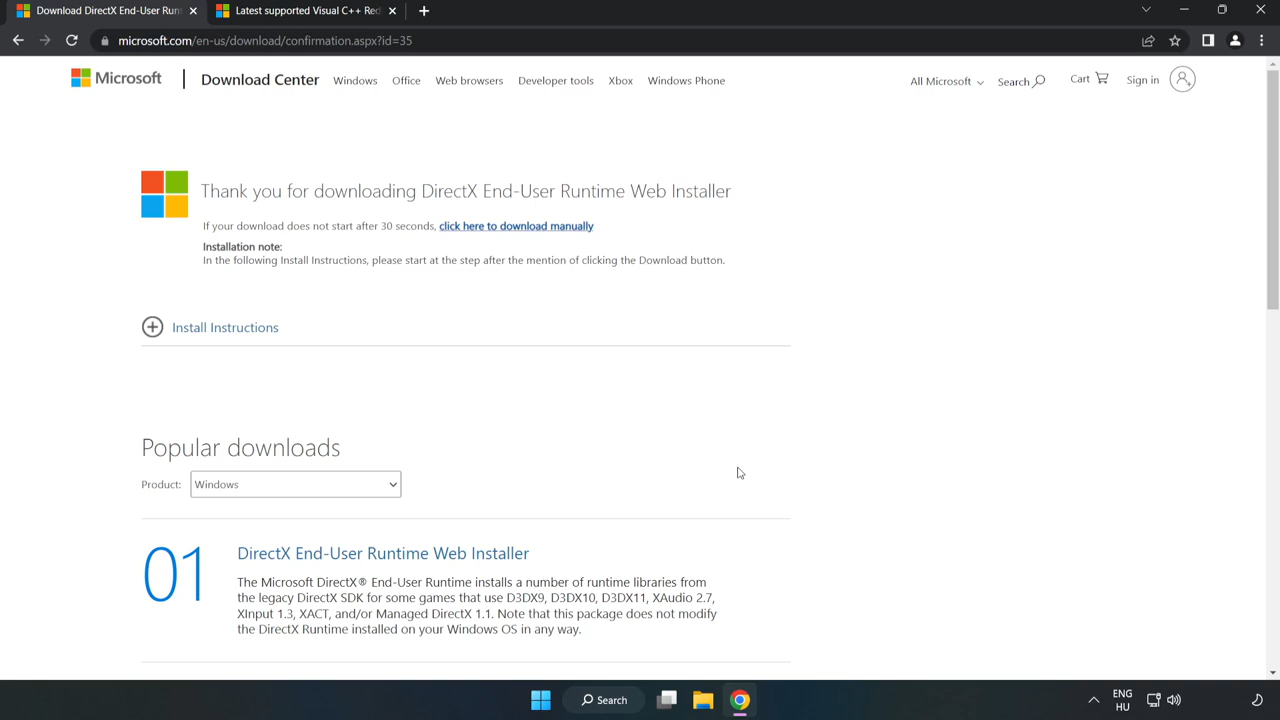 Download DirectX End-User Run
Latest supported Visual C++ Red
microsoft.com/en-us/download/confirmation.aspx?id=35
Microsoft
Download Center
Windows
Office
Web browsers
Developer tools
Xbox
Windows Phone
All Microsoft
Search
Cart
Sign in
Thank you for downloading DirectX End-User Runtime Web Installer
If your download does not start after 30 seconds, click here to download manually
Installation note:
In the following Install Instructions, please start at the step after the mention of clicking the Download button.
Install Instructions
Popular downloads
Product:
Windows
01
DirectX End-User Runtime Web Installer
The Microsoft DirectX® End-User Runtime installs a number of runtime libraries from
the legacy DirectX SDK for some games that use D3DX9, D3DX10, D3DX11, XAudio 2.7,
XInput 1.3, XACT, and/or Managed DirectX 1.1. Note that this package does not modify
the DirectX Runtime installed on your Windows OS in any way.
Search
ENG
HU